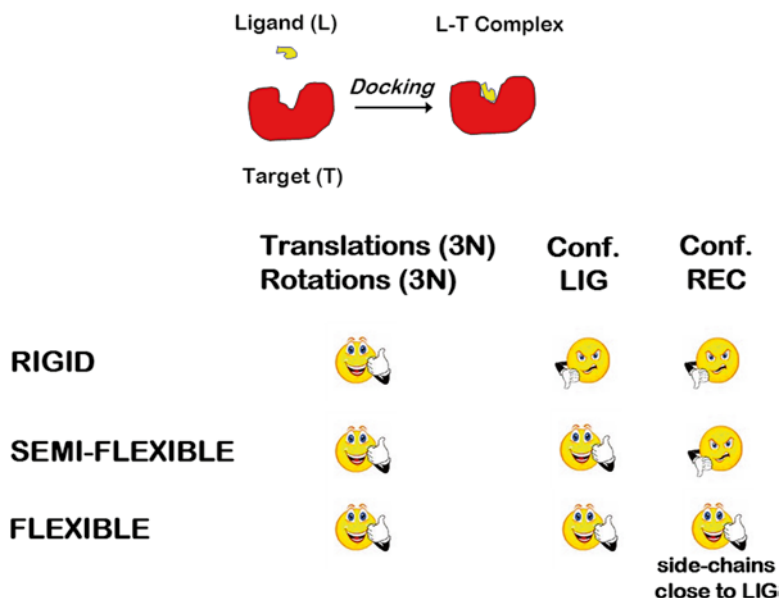 Ligand (L)
L-T Complex
Docking
Target (T)
Translations (3N)
Rotations (3N)
Conf.
LIG
Conf.
REC
RIGID
SEMI-FLEXIBLE
FLEXIBLE
side-chains
close to LIG